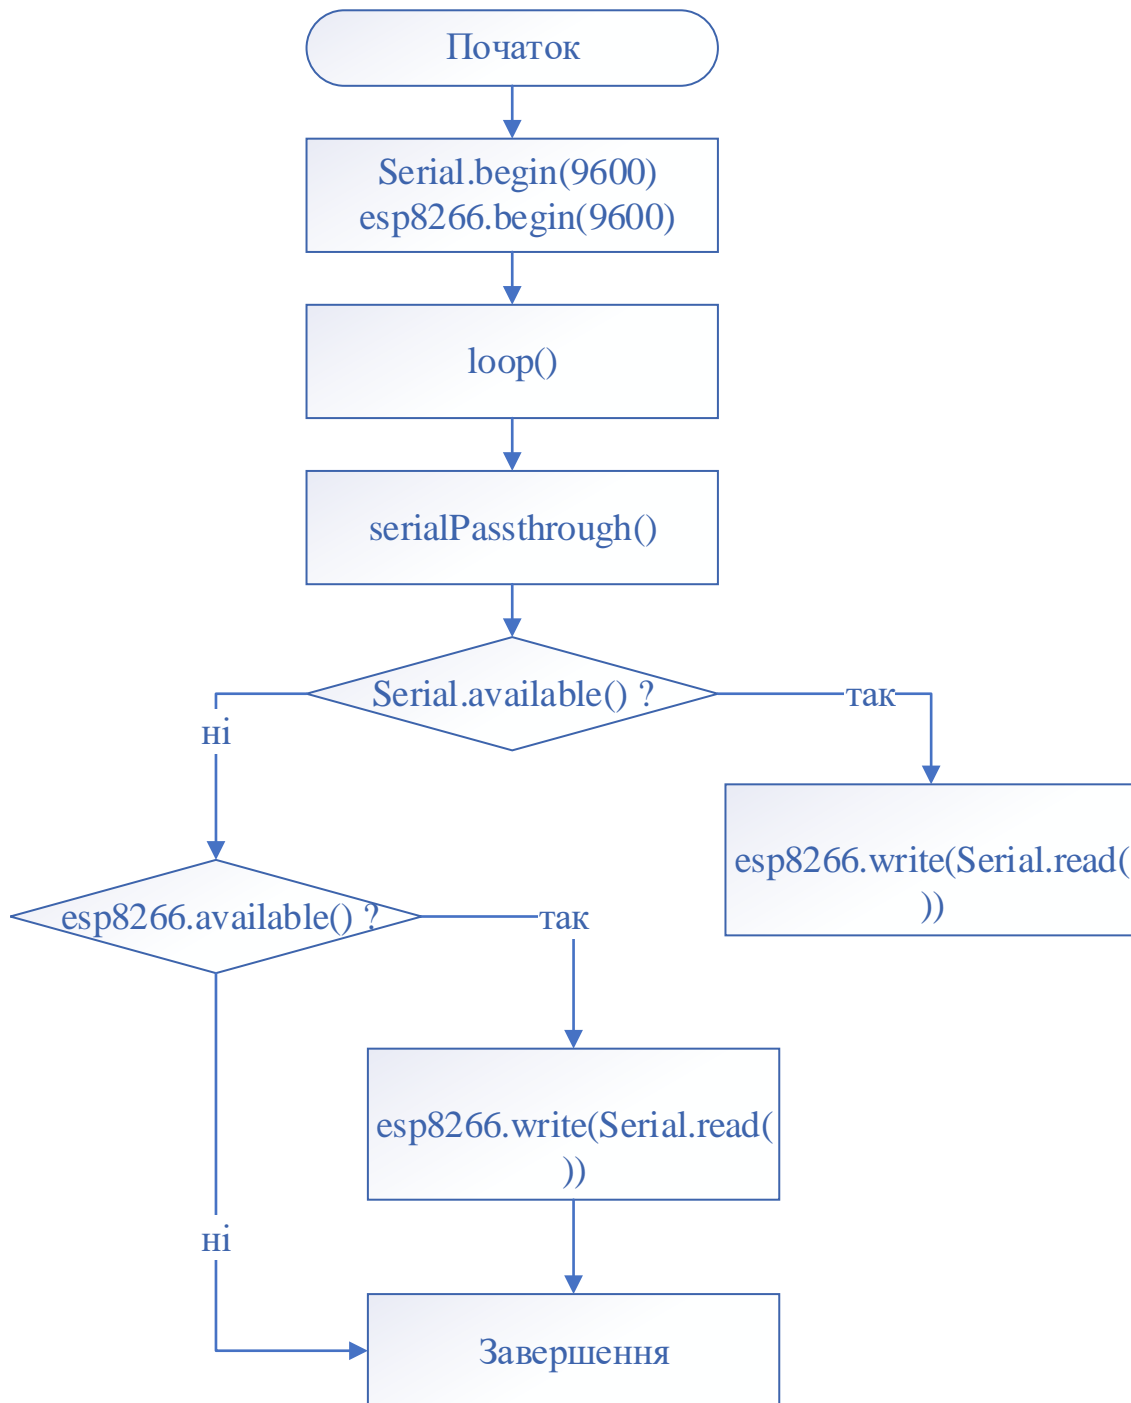 Початок
Serial.begin(9600)
esp8266.begin(9600)
loop()
serialPassthrough()
Serial.available() ?
так
ні
esp8266.write(Serial.read(
))
esp8266.available() ?
так
esp8266.write(Serial.read(
))
ні
Завершення